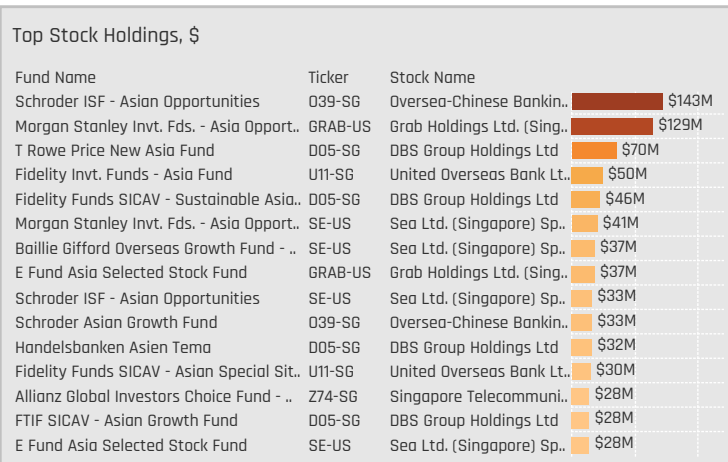 Top Stock Holdings, $
Fund Name Ticker Stock Name
Schroder ISF - Asian Opportunities O39-SG Oversea-Chinese Bankin.. $143M
Morgan Stanley Invt. Fds. - Asia Opport.. GRAB-US Grab Holdings Ltd. (Sing.. $129M
T Rowe Price New Asia Fund D05-SG DBS Group Holdings Ltd $70M
Fidelity Invt. Funds - Asia Fund U11-SG United Overseas Bank Lt.. $50M
Fidelity Funds SICAV - Sustainable Asia.. D05-SG DBS Group Holdings Ltd $46M
Morgan Stanley Invt. Fds. - Asia Opport.. SE-US Sea Ltd. (Singapore) Sp.. $41M
Baillie Gifford Overseas Growth Fund - .. SE-US Sea Ltd. (Singapore) Sp.. $37M
E Fund Asia Selected Stock Fund GRAB-US Grab Holdings Ltd. (Sing.. $37M
Schroder ISF - Asian Opportunities SE-US Sea Ltd. (Singapore) Sp.. $33M
Schroder Asian Growth Fund O39-SG Oversea-Chinese Bankin.. $33M
Handelsbanken Asien Tema D05-SG DBS Group Holdings Ltd $32M
Fidelity Funds SICAV - Asian Special Sit.. U11-SG United Overseas Bank Lt.. $30M
Allianz Global Investors Choice Fund - .. Z74-SG Singapore Telecommuni.. $28M
FTIF SICAV - Asian Growth Fund D05-SG DBS Group Holdings Ltd $28M
E Fund Asia Selected Stock Fund SE-US Sea Ltd. (Singapore) Sp.. $28M